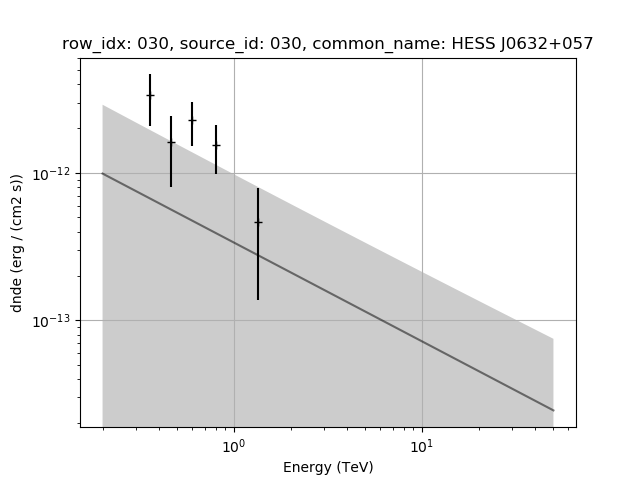 row_idx: 030, source_id: 030, common_name: HESS J0632+057
dnde (erg / (cm2 s))
10⁻¹²
10⁻¹³
10⁰
10¹
Energy (TeV)